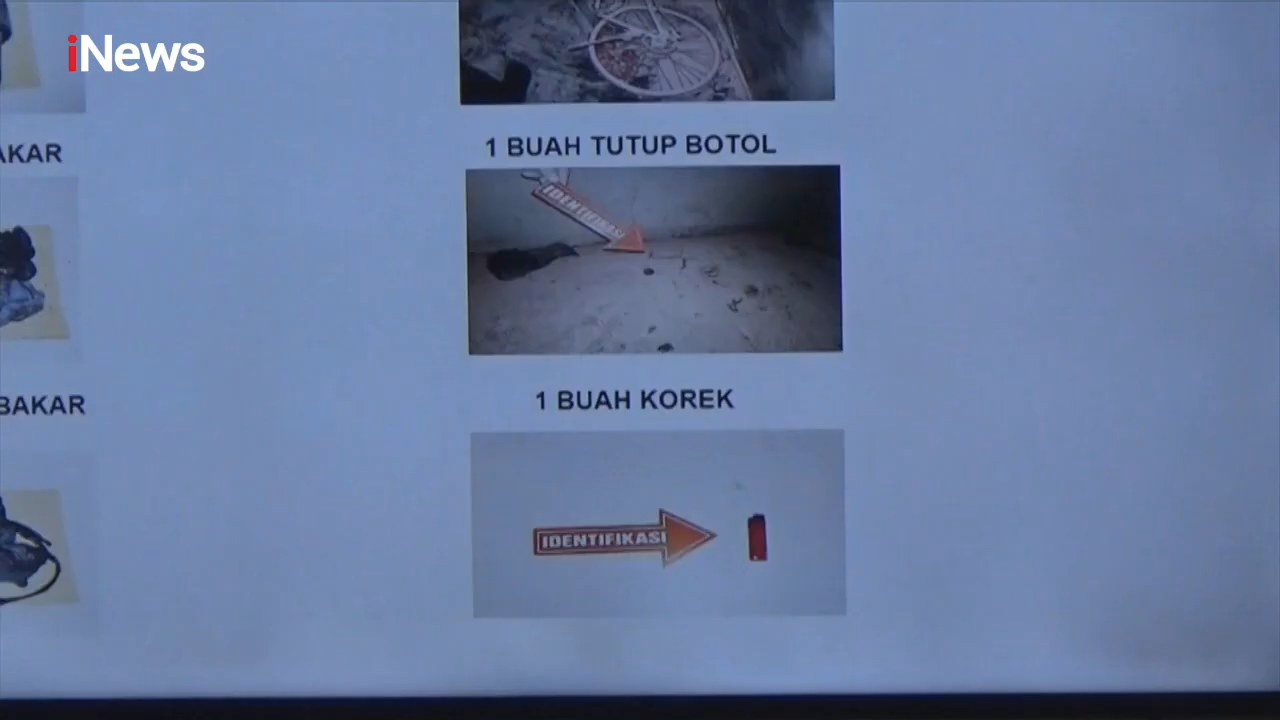 iNews
AKAR
1 BUAH TUTUP BOTOL
IDENTIFIKASI
BAKAR
1 BUAH KOREK
IDENTIFIKASI